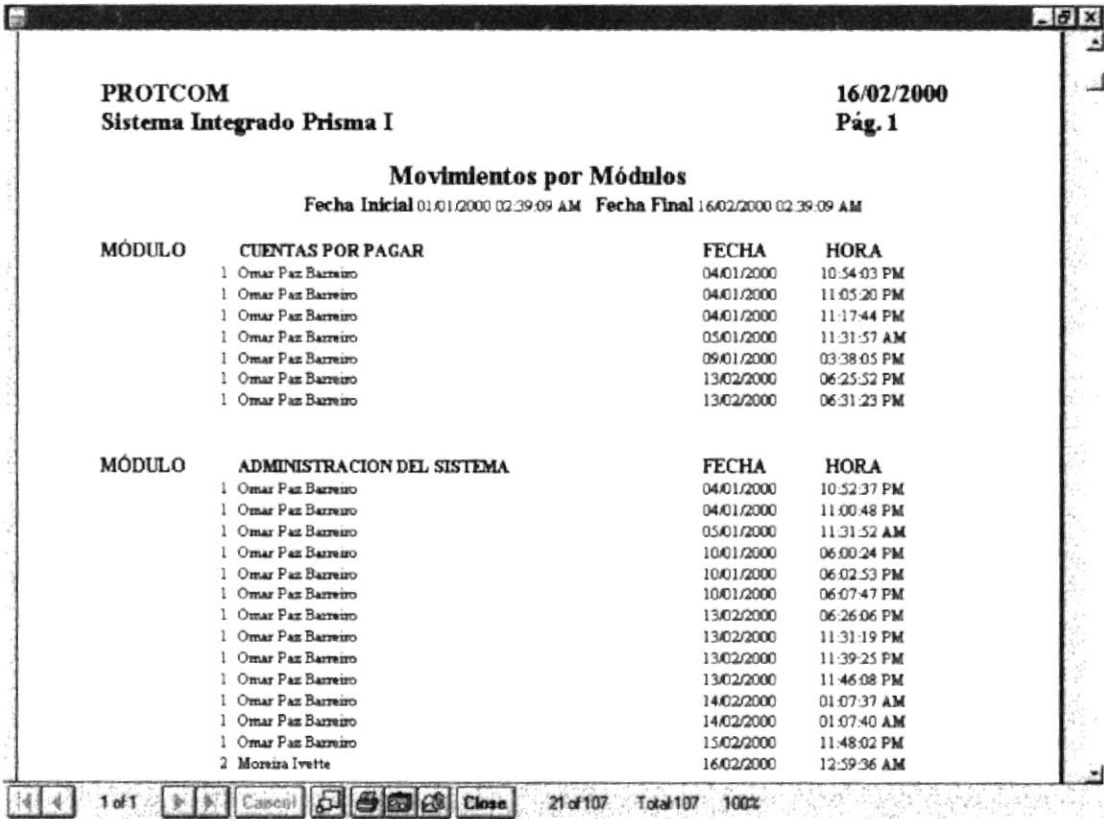 PROTCOM 16/02/2000
Sistema Integrado Prisma I Pág. 1
Movimientos por Módulos
Fecha Inicial 01/01/2000 02:39:09 AM Fecha Final 16/02/2000 02:39:09 AM
MÓDULO CUENTAS POR PAGAR FECHA HORA
1 Omar Paz Barreiro 04/01/2000 10:54:03 PM
1 Omar Paz Barreiro 04/01/2000 11:05:20 PM
1 Omar Paz Barreiro 04/01/2000 11:17:44 PM
1 Omar Paz Barreiro 05/01/2000 11:31:57 AM
1 Omar Paz Barreiro 09/01/2000 03:38:05 PM
1 Omar Paz Barreiro 13/02/2000 06:25:52 PM
1 Omar Paz Barreiro 13/02/2000 06:31:23 PM
MÓDULO ADMINISTRACION DEL SISTEMA FECHA HORA
1 Omar Paz Barreiro 04/01/2000 10:52:37 PM
1 Omar Paz Barreiro 04/01/2000 11:00:48 PM
1 Omar Paz Barreiro 05/01/2000 11:31:52 AM
1 Omar Paz Barreiro 10/01/2000 06:00:24 PM
1 Omar Paz Barreiro 10/01/2000 06:02:53 PM
1 Omar Paz Barreiro 10/01/2000 06:07:47 PM
1 Omar Paz Barreiro 13/02/2000 06:26:06 PM
1 Omar Paz Barreiro 13/02/2000 11:31:19 PM
1 Omar Paz Barreiro 13/02/2000 11:39:25 PM
1 Omar Paz Barreiro 13/02/2000 11:46:08 PM
1 Omar Paz Barreiro 14/02/2000 01:07:37 AM
1 Omar Paz Barreiro 14/02/2000 01:07:40 AM
1 Omar Paz Barreiro 15/02/2000 11:48:02 PM
2 Moreira Ivette 16/02/2000 12:59:36 AM
1 of 1 Cancel Close 21 of 107 Total:107 100%